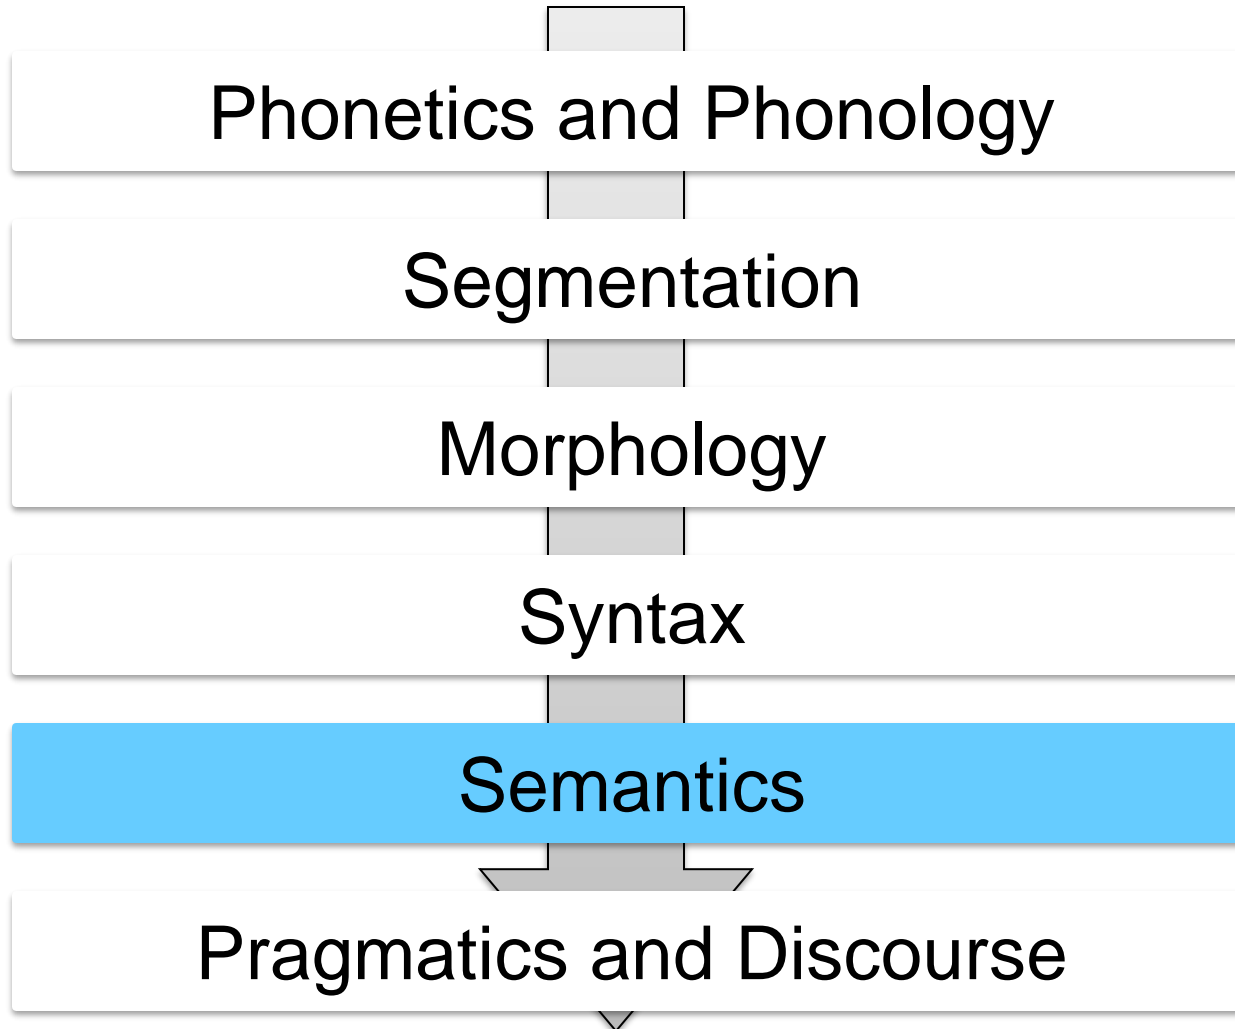 Phonetics and Phonology
Segmentation
Morphology
Syntax
Semantics
Pragmatics and Discourse